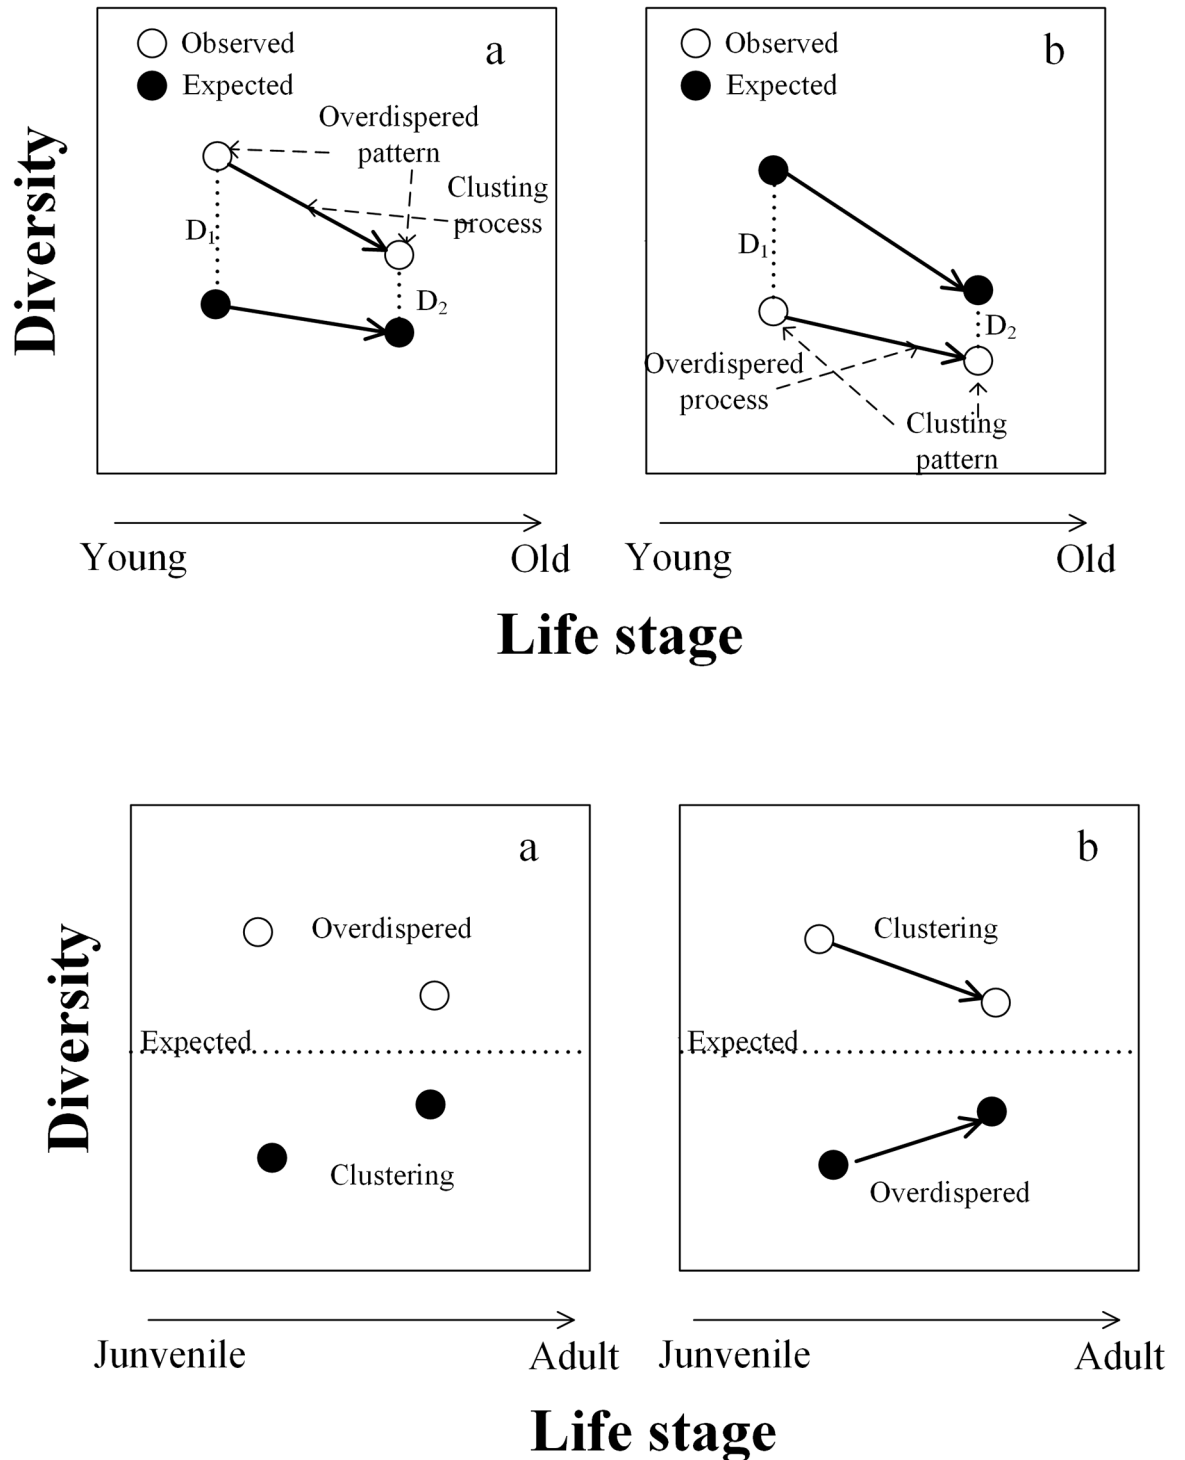 Observed
Expected
a
Overdispered
pattern
Clusting
process
D1
D2
Observed
Expected
b
D1
D2
Overdispered
process
Clusting
pattern
Diversity
Young
Old
Young
Old
Life stage
a
Overdispered
Expected
Clustering
b
Clustering
Expected
Overdispered
Diversity
Junvenile
Adult
Junvenile
Adult
Life stage